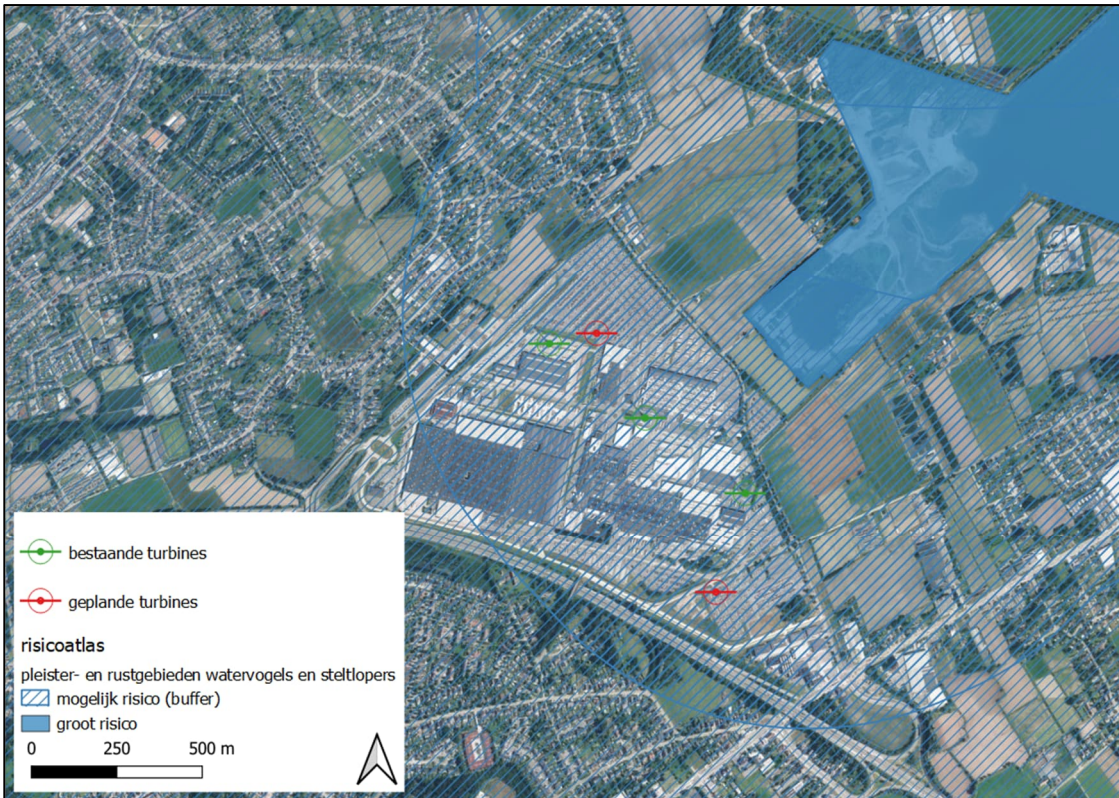 bestaande turbines
geplande turbines
risicoatlas
pleister- en rustgebieden watervogels en steltlopers
mogelijk risico (buffer)
groot risico
0 250 500 m